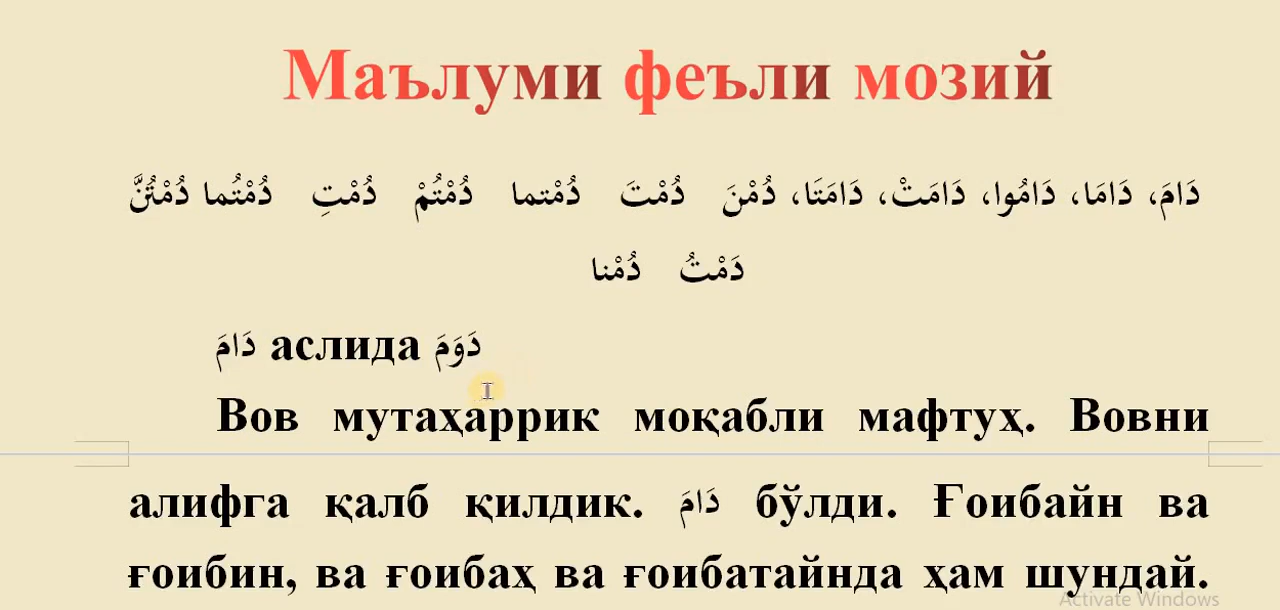 Маълуми феъли мозий
دَامَ، دَامَا، دَامُوا، دَامَتْ، دَامَتَا، دُمْنَ دُمْتَ دُمْتما دُمْتُمْ دُمْتِ دُمْتُما دُمْتُنَّ
دَمْتُ دُمْنا
دَامَ аслида دَوَمَ
Вов мутаҳаррик моқабли мафтуҳ. Вовни
алифга қалб қилдик. دَامَ бўлди. Ғоибайн ва
ғоибин, ва ғоибаҳ ва ғоибатайнда ҳам шундай.
Activate Windows